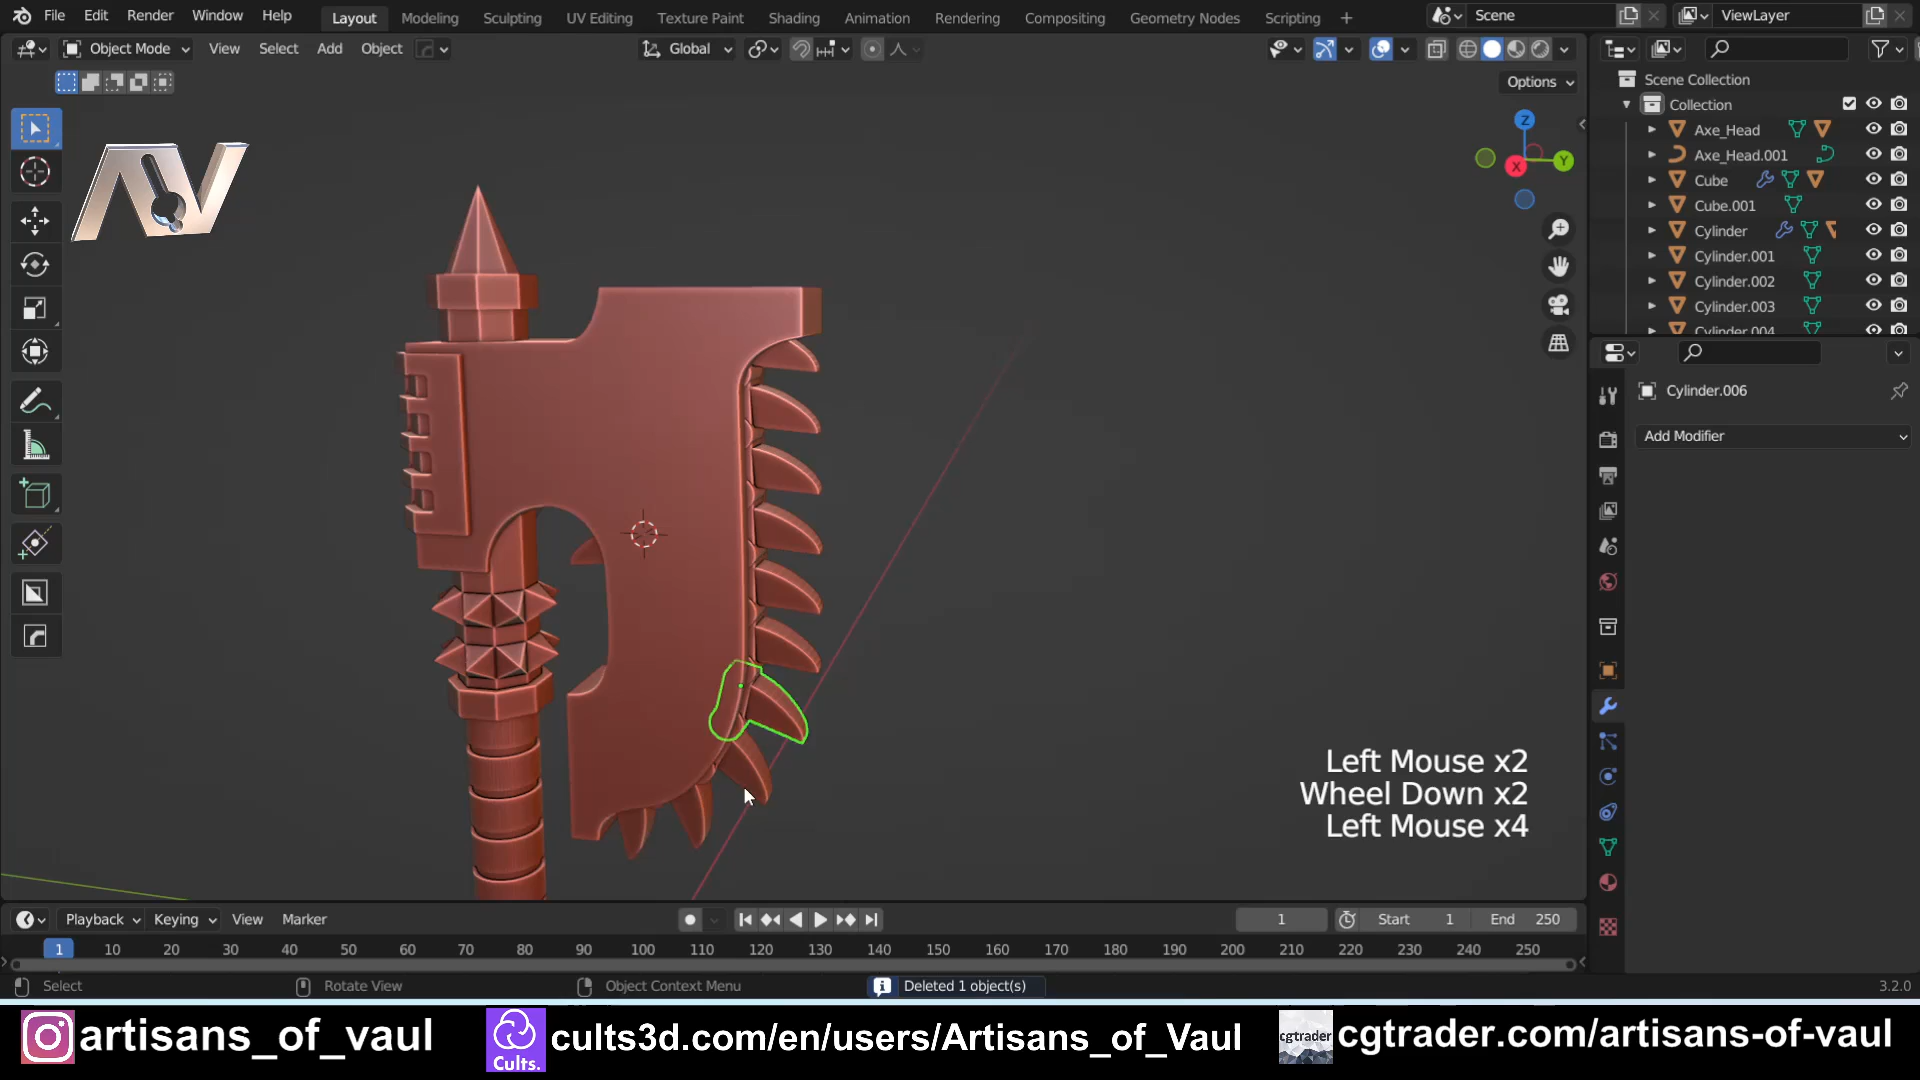 File Edit Render Window Help Layout Modeling Sculpting UV Editing Texture Paint Shading Animation Rendering Compositing Geometry Nodes Scripting + Scene ViewLayer
Object Mode View Select Add Object Global
Options
Scene Collection
Collection
Axe_Head
Axe_Head.001
Cube
Cube.001
Cylinder
Cylinder.001
Cylinder.002
Cylinder.003
Cylinder.004
Z
Y
X
AV
Cylinder.006
Add Modifier
Left Mouse x2
Wheel Down x2
Left Mouse x4
Playback Keying View Marker 1 Start 1 End 250
1 10 20 30 40 50 60 70 80 90 100 110 120 130 140 150 160 170 180 190 200 210 220 230 240 250
Select Rotate View Object Context Menu Deleted 1 object(s) 3.2.0
artisans_of_vaul Cults. cults3d.com/en/users/Artisans_of_Vaul cgtrader cgtrader.com/artisans-of-vaul